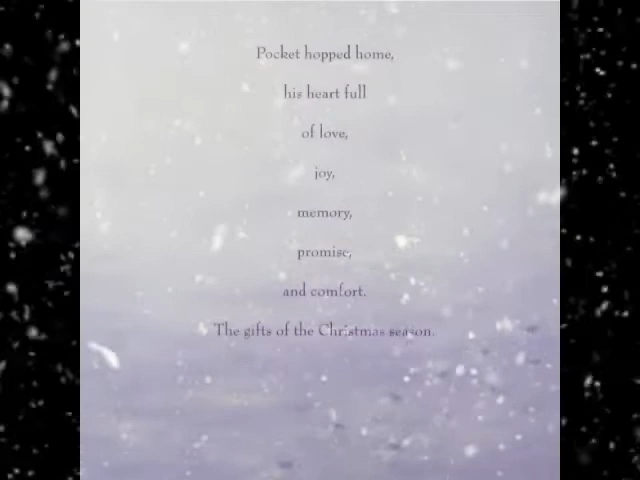 Pocket hopped home,
his heart full
of love,
joy,
memory,
promise,
and comfort.
The gifts of the Christmas season.